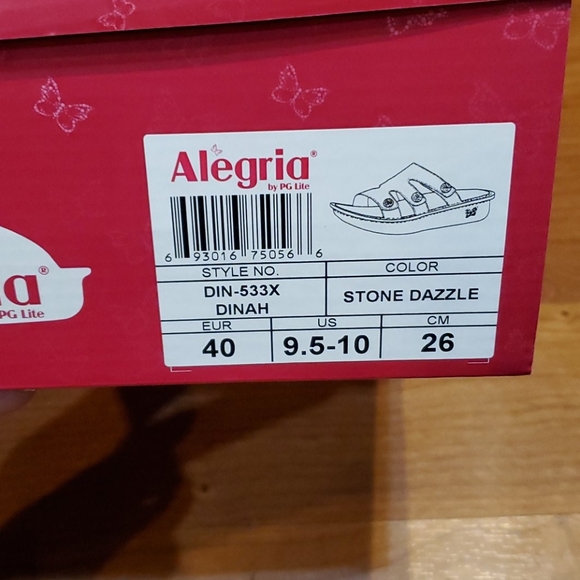 Alegria®
by PG Lite
6 93016 75056 6
STYLE NO.
COLOR
DIN-533X
DINAH
STONE DAZZLE
EUR
US
CM
40
9.5-10
26
ia®
PG Lite